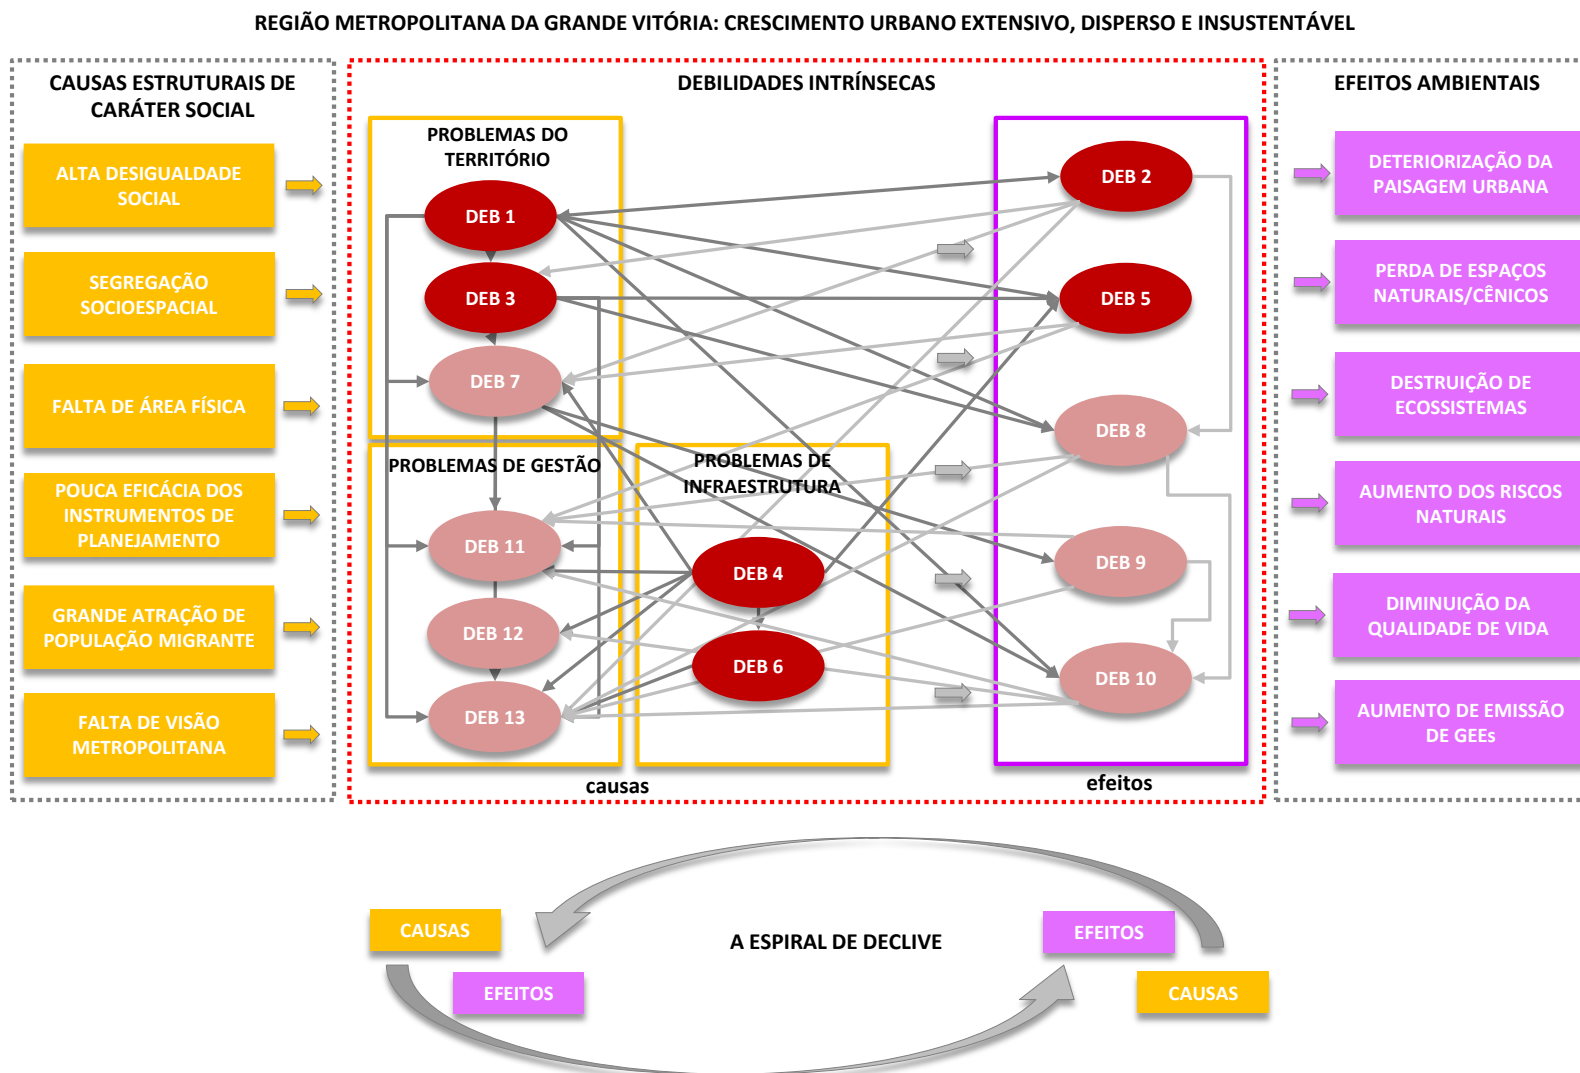 REGIÃO METROPOLITANA DA GRANDE VITÓRIA: CRESCIMENTO URBANO EXTENSIVO, DISPERSO E INSUSTENTÁVEL
CAUSAS ESTRUTURAIS DE
CARÁTER SOCIAL
ALTA DESIGUALDADE
SOCIAL
SEGREGAÇÃO
SOCIOESPACIAL
FALTA DE ÁREA FÍSICA
POUCA EFICÁCIA DOS
INSTRUMENTOS DE
PLANEJAMENTO
GRANDE ATRAÇÃO DE
POPULAÇÃO MIGRANTE
FALTA DE VISÃO
METROPOLITANA
DEBILIDADES INTRÍNSECAS
PROBLEMAS DO
TERRITÓRIO
DEB 1
DEB 3
DEB 7
PROBLEMAS DE GESTÃO
DEB 11
DEB 12
DEB 13
PROBLEMAS DE
INFRAESTRUTURA
DEB 4
DEB 6
causas
DEB 2
DEB 5
DEB 8
DEB 9
DEB 10
efeitos
EFEITOS AMBIENTAIS
DETERIORIZAÇÃO DA
PAISAGEM URBANA
PERDA DE ESPAÇOS
NATURAIS/CÊNICOS
DESTRUIÇÃO DE
ECOSSISTEMAS
AUMENTO DOS RISCOS
NATURAIS
DIMINUIÇÃO DA
QUALIDADE DE VIDA
AUMENTO DE EMISSÃO
DE GEEs
CAUSAS
EFEITOS
A ESPIRAL DE DECLIVE
EFEITOS
CAUSAS